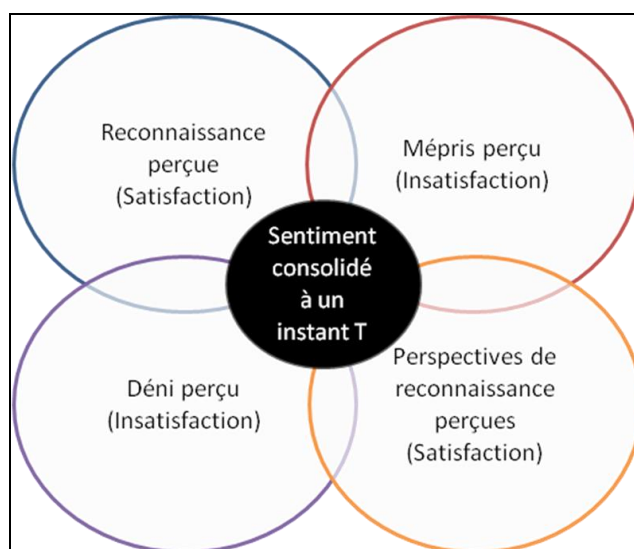 Reconnaissance
perçue
(Satisfaction)
Mépris perçu
(Insatisfaction)
Sentiment
consolidé
à un
instant T
Déni perçu
(Insatisfaction)
Perspectives de
reconnaissance
perçues
(Satisfaction)